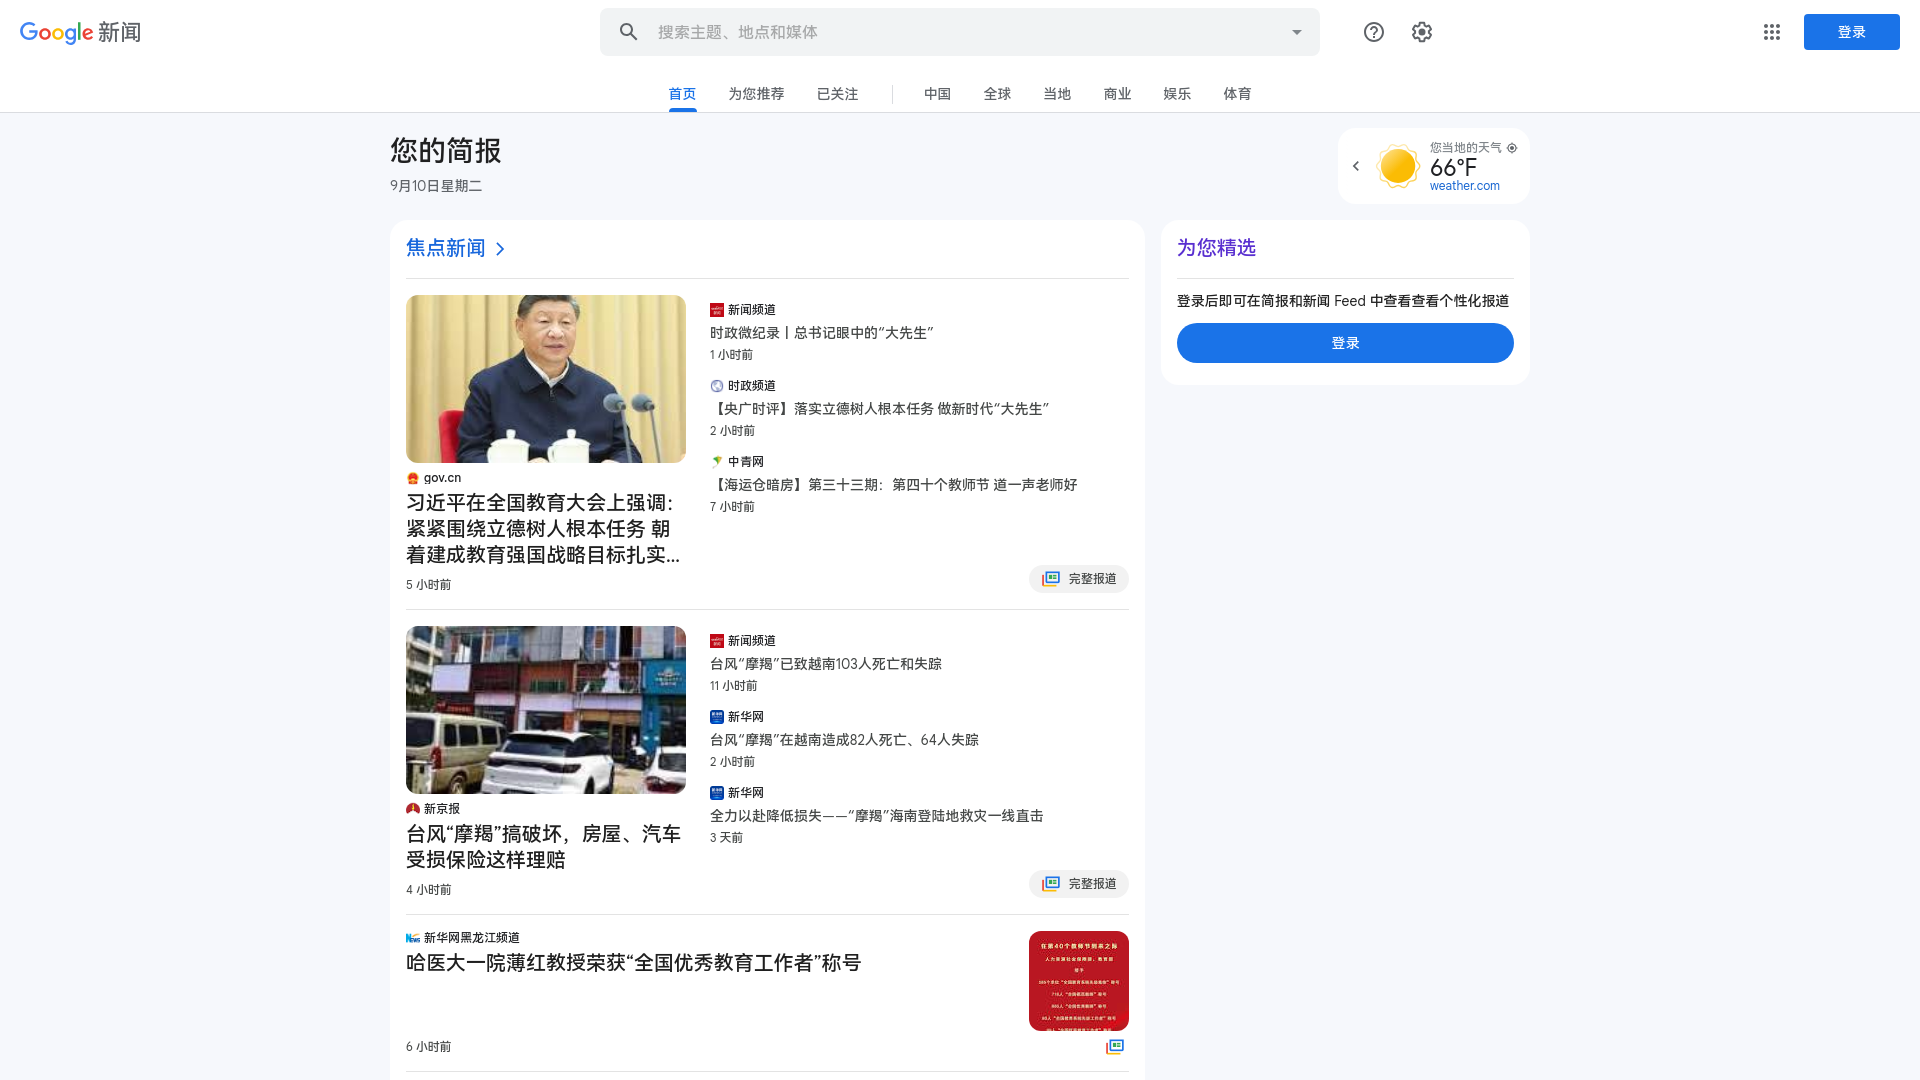 Google 新闻
搜索主题、地点和媒体
登录
首页 为您推荐 已关注 中国 全球 当地 商业 娱乐 体育
您的简报
9月10日星期二
您当地的天气
66°F
weather.com
焦点新闻
gov.cn
习近平在全国教育大会上强调：
紧紧围绕立德树人根本任务 朝
着建成教育强国战略目标扎实...
5 小时前
新闻频道
时政微纪录丨总书记眼中的“大先生”
1 小时前
时政频道
【央广时评】落实立德树人根本任务 做新时代“大先生”
2 小时前
中青网
【海运仓暗房】第三十三期：第四十个教师节 道一声老师好
7 小时前
完整报道
新京报
台风“摩羯”搞破坏，房屋、汽车
受损保险这样理赔
4 小时前
新闻频道
台风“摩羯”已致越南103人死亡和失踪
11 小时前
新华网
台风“摩羯”在越南造成82人死亡、64人失踪
2 小时前
新华网
全力以赴降低损失——“摩羯”海南登陆地救灾一线直击
3 天前
完整报道
新华网黑龙江频道
哈医大一院薄红教授荣获“全国优秀教育工作者”称号
6 小时前
在第40个教师节到来之际
为您精选
登录后即可在简报和新闻 Feed 中查看查看个性化报道
登录